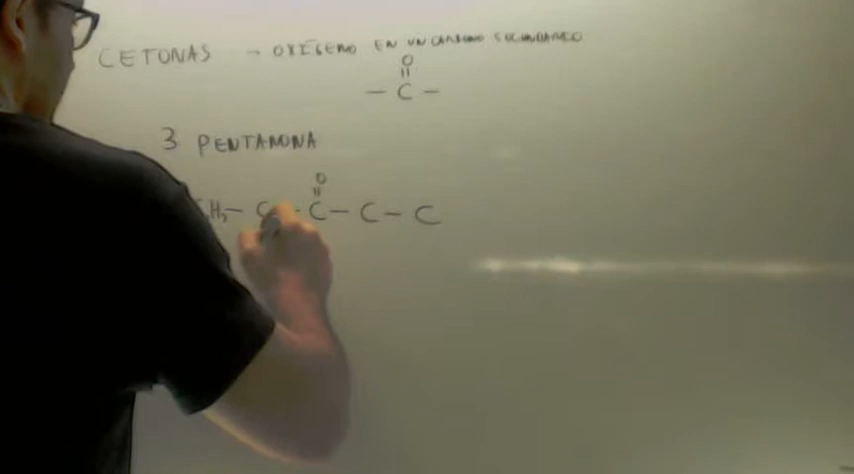 CETONAS → OXÍGENO EN UN CARBONO SECUNDARIO
O
||
— C —
3 PENTANONA
O
||
CH₃— C - C — C — C